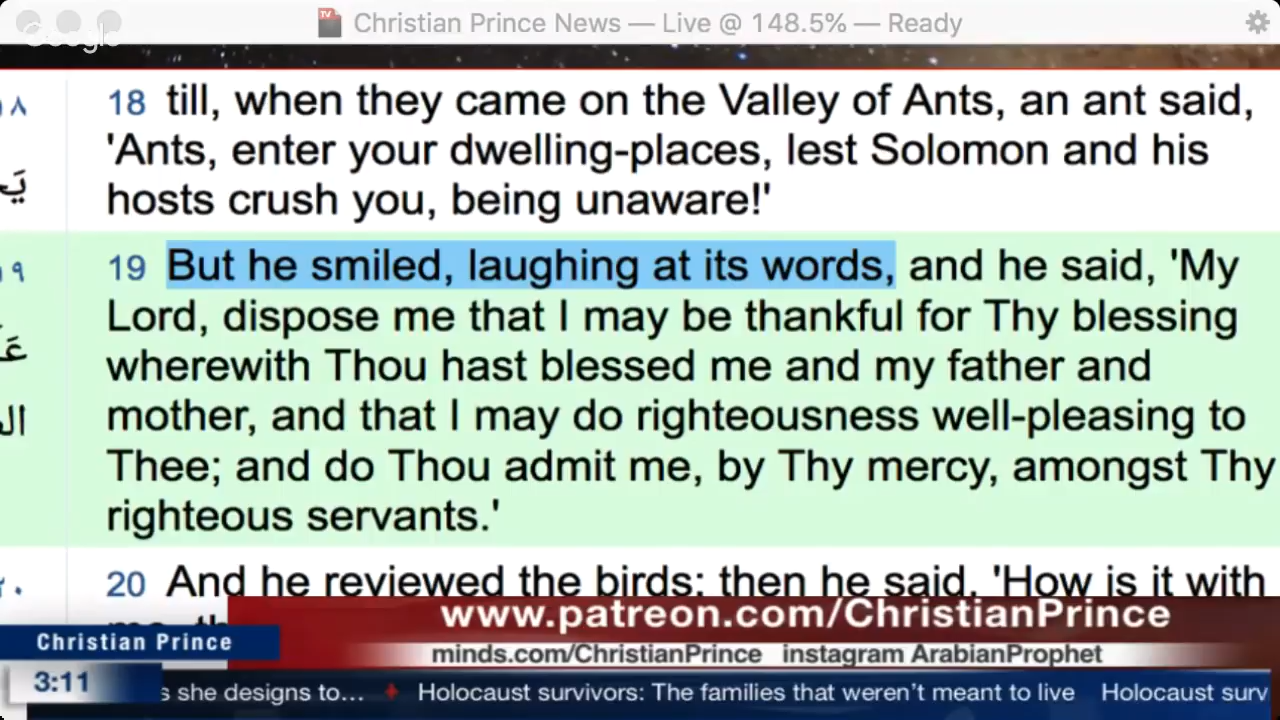 Christian Prince News — Live @ 148.5% — Ready
Google
18 till, when they came on the Valley of Ants, an ant said,
'Ants, enter your dwelling-places, lest Solomon and his
hosts crush you, being unaware!'
19 But he smiled, laughing at its words, and he said, 'My
Lord, dispose me that I may be thankful for Thy blessing
wherewith Thou hast blessed me and my father and
mother, and that I may do righteousness well-pleasing to
Thee; and do Thou admit me, by Thy mercy, amongst Thy
righteous servants.'
20 And he reviewed the birds; then he said, 'How is it with
www.patreon.com/ChristianPrince
Christian Prince
minds.com/ChristianPrince instagram ArabianProphet
3:11
s she designs to... Holocaust survivors: The families that weren't meant to live Holocaust surv